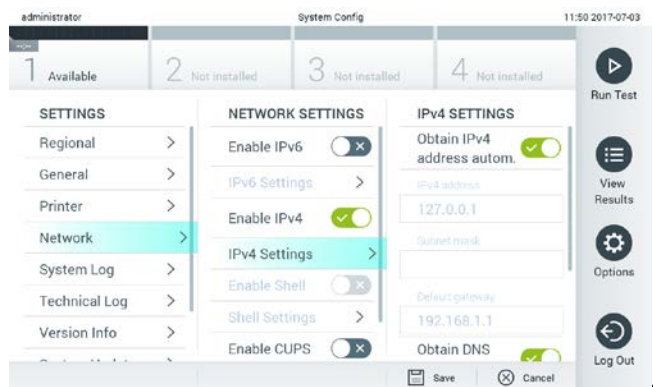 administrator
System Config
11:50 2017-07-03
1 Available
2 Not installed
3 Not installed
4 Not installed
Run Test
View
Results
Options
Log Out
SETTINGS
Regional
General
Printer
Network
System Log
Technical Log
Version Info
NETWORK SETTINGS
Enable IPv6
IPv6 Settings
Enable IPv4
IPv4 Settings
Enable Shell
Shell Settings
Enable CUPS
IPv4 SETTINGS
Obtain IPv4
address autom.
IPv4 address
127.0.0.1
Subnet mask
Default gateway
192.168.1.1
Obtain DNS
Save
Cancel